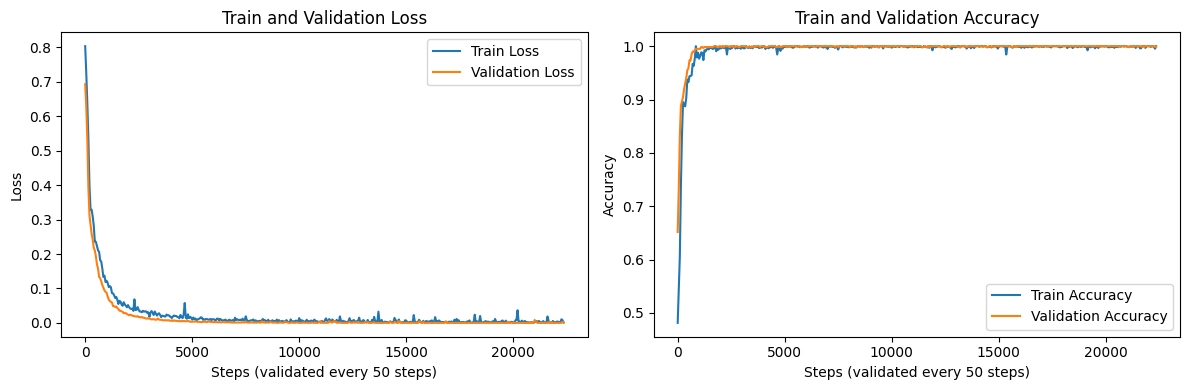 Train and Validation Loss
Loss
0.8
0.7
0.6
0.5
0.4
0.3
0.2
0.1
0.0
Train Loss
Validation Loss
0 5000 10000 15000 20000
Steps (validated every 50 steps)
Train and Validation Accuracy
Accuracy
1.0
0.9
0.8
0.7
0.6
0.5
Train Accuracy
Validation Accuracy
0 5000 10000 15000 20000
Steps (validated every 50 steps)